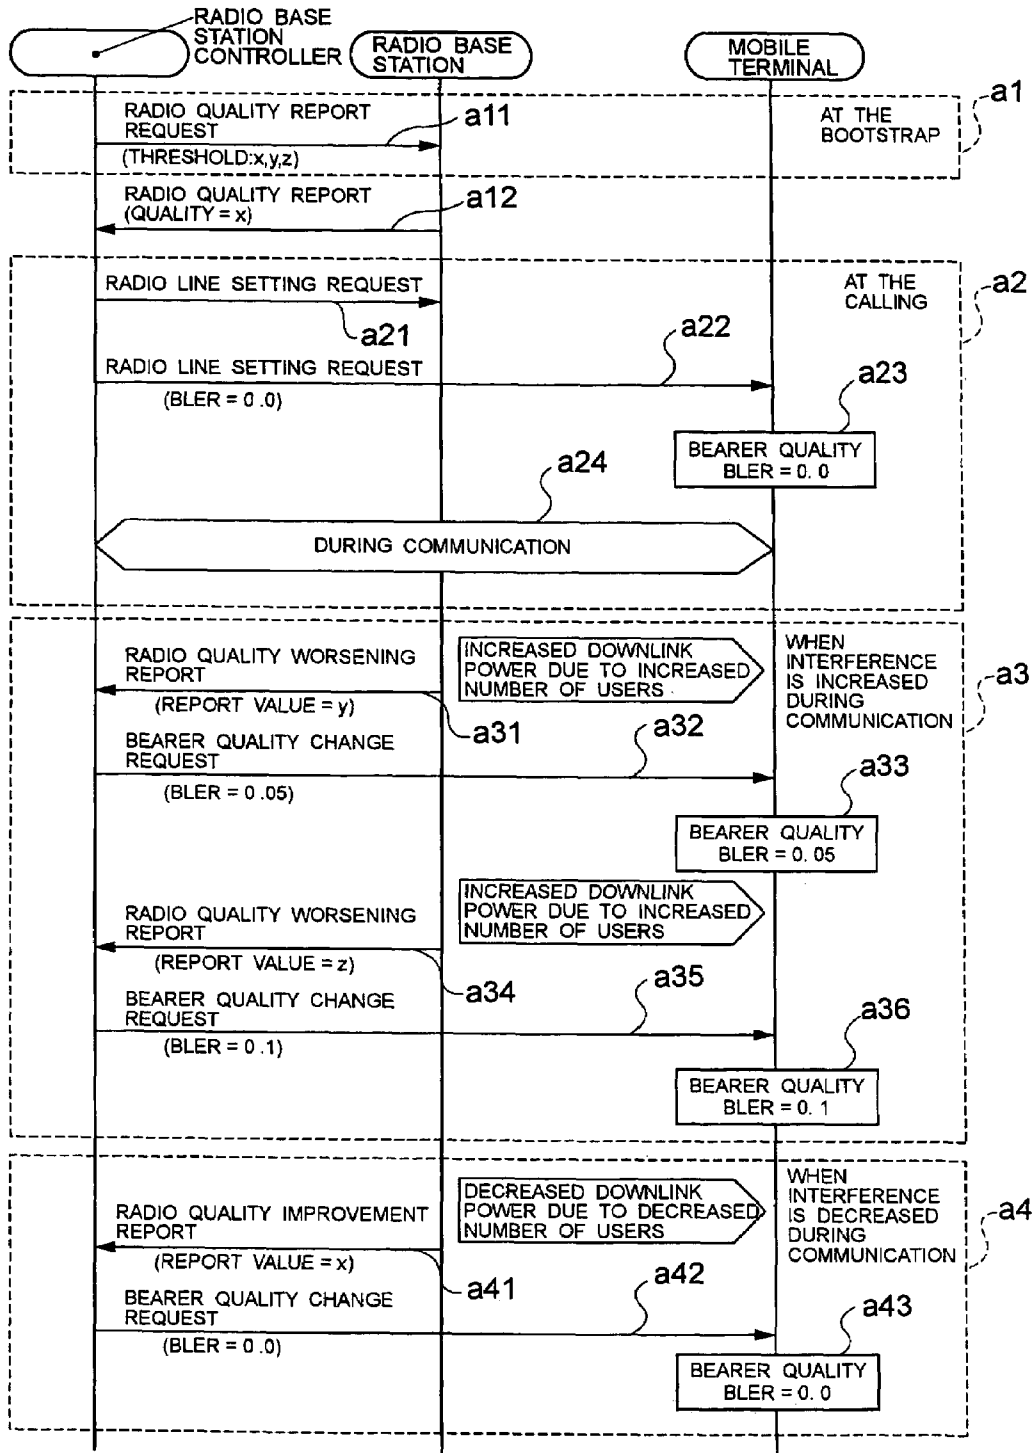 RADIO BASE
STATION
CONTROLLER
RADIO BASE
STATION
MOBILE
TERMINAL
a1
AT THE
BOOTSTRAP
RADIO QUALITY REPORT
REQUEST
a11
(THRESHOLD:x,y,z)
RADIO QUALITY REPORT
(QUALITY = x)
a12
a2
AT THE
CALLING
RADIO LINE SETTING REQUEST
a21
a22
RADIO LINE SETTING REQUEST
(BLER = 0.0)
a23
BEARER QUALITY
BLER = 0.0
a24
DURING COMMUNICATION
WHEN
INTERFERENCE
IS INCREASED
DURING
COMMUNICATION
a3
INCREASED DOWNLINK
POWER DUE TO INCREASED
NUMBER OF USERS
RADIO QUALITY WORSENING
REPORT
(REPORT VALUE = y)
a31
a32
BEARER QUALITY CHANGE
REQUEST
(BLER = 0.05)
a33
BEARER QUALITY
BLER = 0.05
INCREASED DOWNLINK
POWER DUE TO INCREASED
NUMBER OF USERS
RADIO QUALITY WORSENING
REPORT
(REPORT VALUE = z)
a34
a35
BEARER QUALITY CHANGE
REQUEST
(BLER = 0.1)
a36
BEARER QUALITY
BLER = 0.1
WHEN
INTERFERENCE
IS DECREASED
DURING
COMMUNICATION
a4
DECREASED DOWNLINK
POWER DUE TO DECREASED
NUMBER OF USERS
RADIO QUALITY IMPROVEMENT
REPORT
(REPORT VALUE = x)
a41
a42
BEARER QUALITY CHANGE
REQUEST
(BLER = 0.0)
a43
BEARER QUALITY
BLER = 0.0